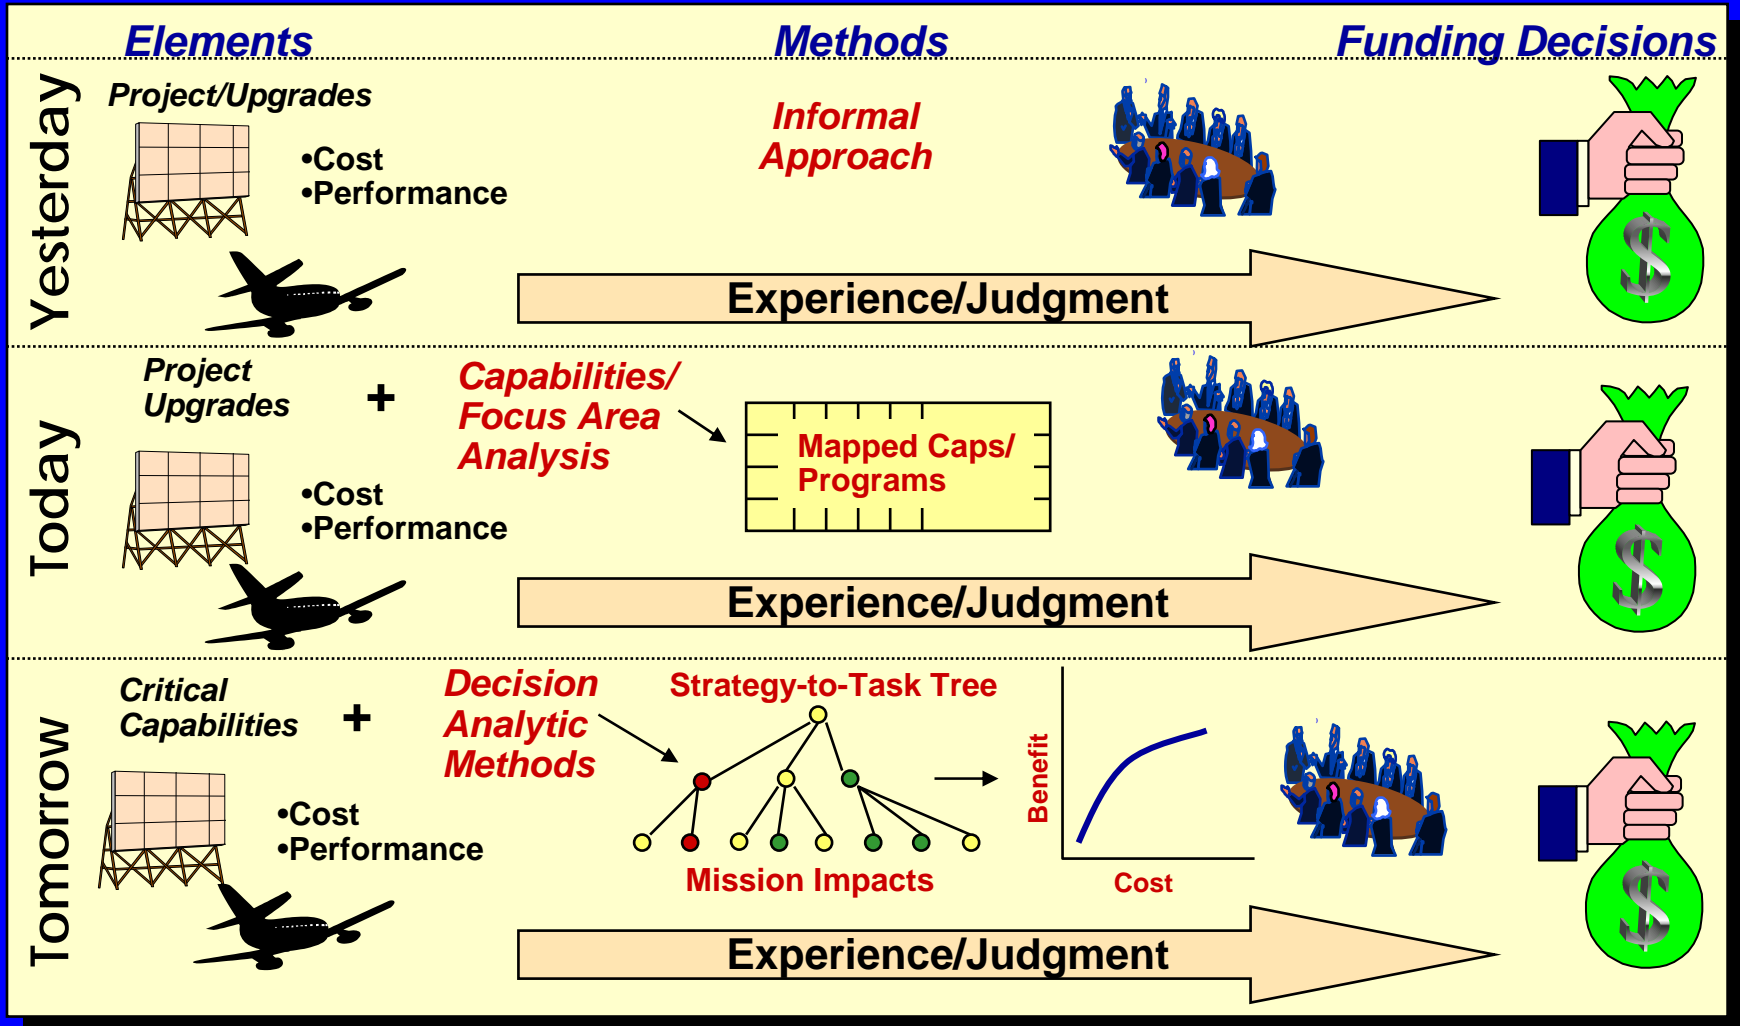 Elements
Methods
Funding Decisions
Yesterday
Project/Upgrades
•Cost
•Performance
Informal
Approach
Experience/Judgment
$
Today
Project
Upgrades
+
•Cost
•Performance
Capabilities/
Focus Area
Analysis
Mapped Caps/
Programs
Experience/Judgment
$
Tomorrow
Critical
Capabilities
+
•Cost
•Performance
Decision
Analytic
Methods
Strategy-to-Task Tree
Mission Impacts
Benefit
Cost
Experience/Judgment
$